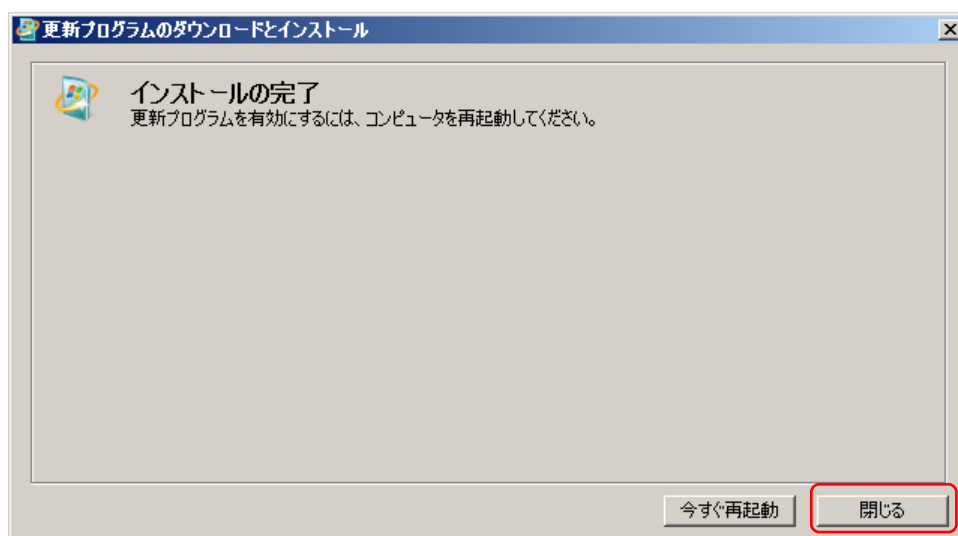 更新プログラムのダウンロードとインストール
インストールの完了
更新プログラムを有効にするには、コンピュータを再起動してください。
今すぐ再起動
閉じる